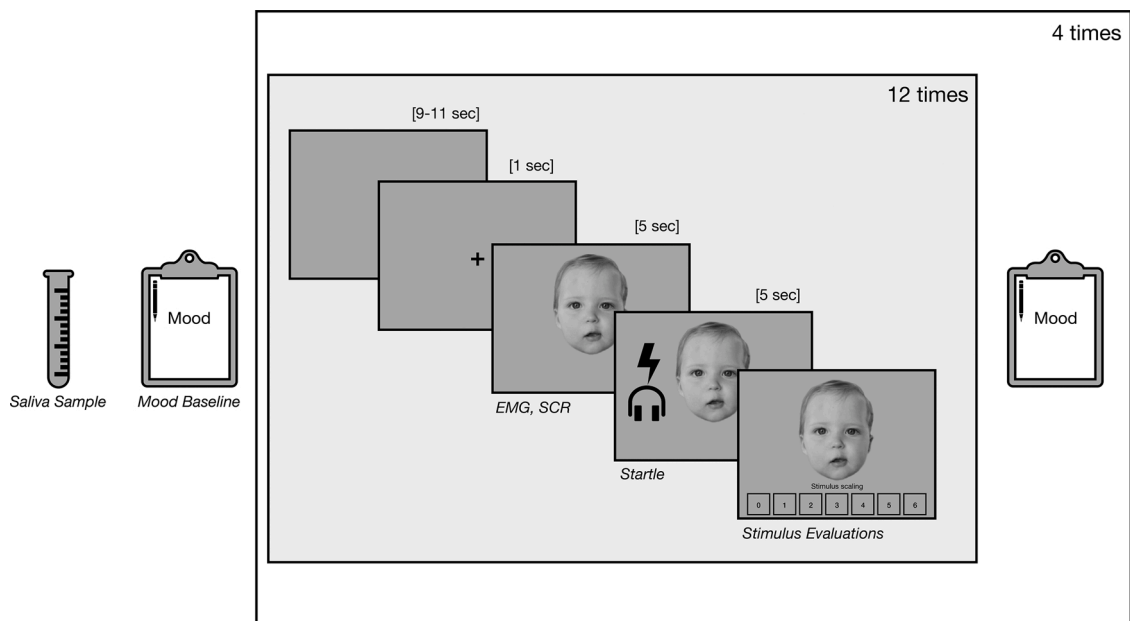 4 times
12 times
[9-11 sec]
[1 sec]
[5 sec]
[5 sec]
Mood
Mood
Saliva Sample
Mood Baseline
EMG, SCR
Startle
Stimulus scaling
0 1 2 3 4 5 6
Stimulus Evaluations